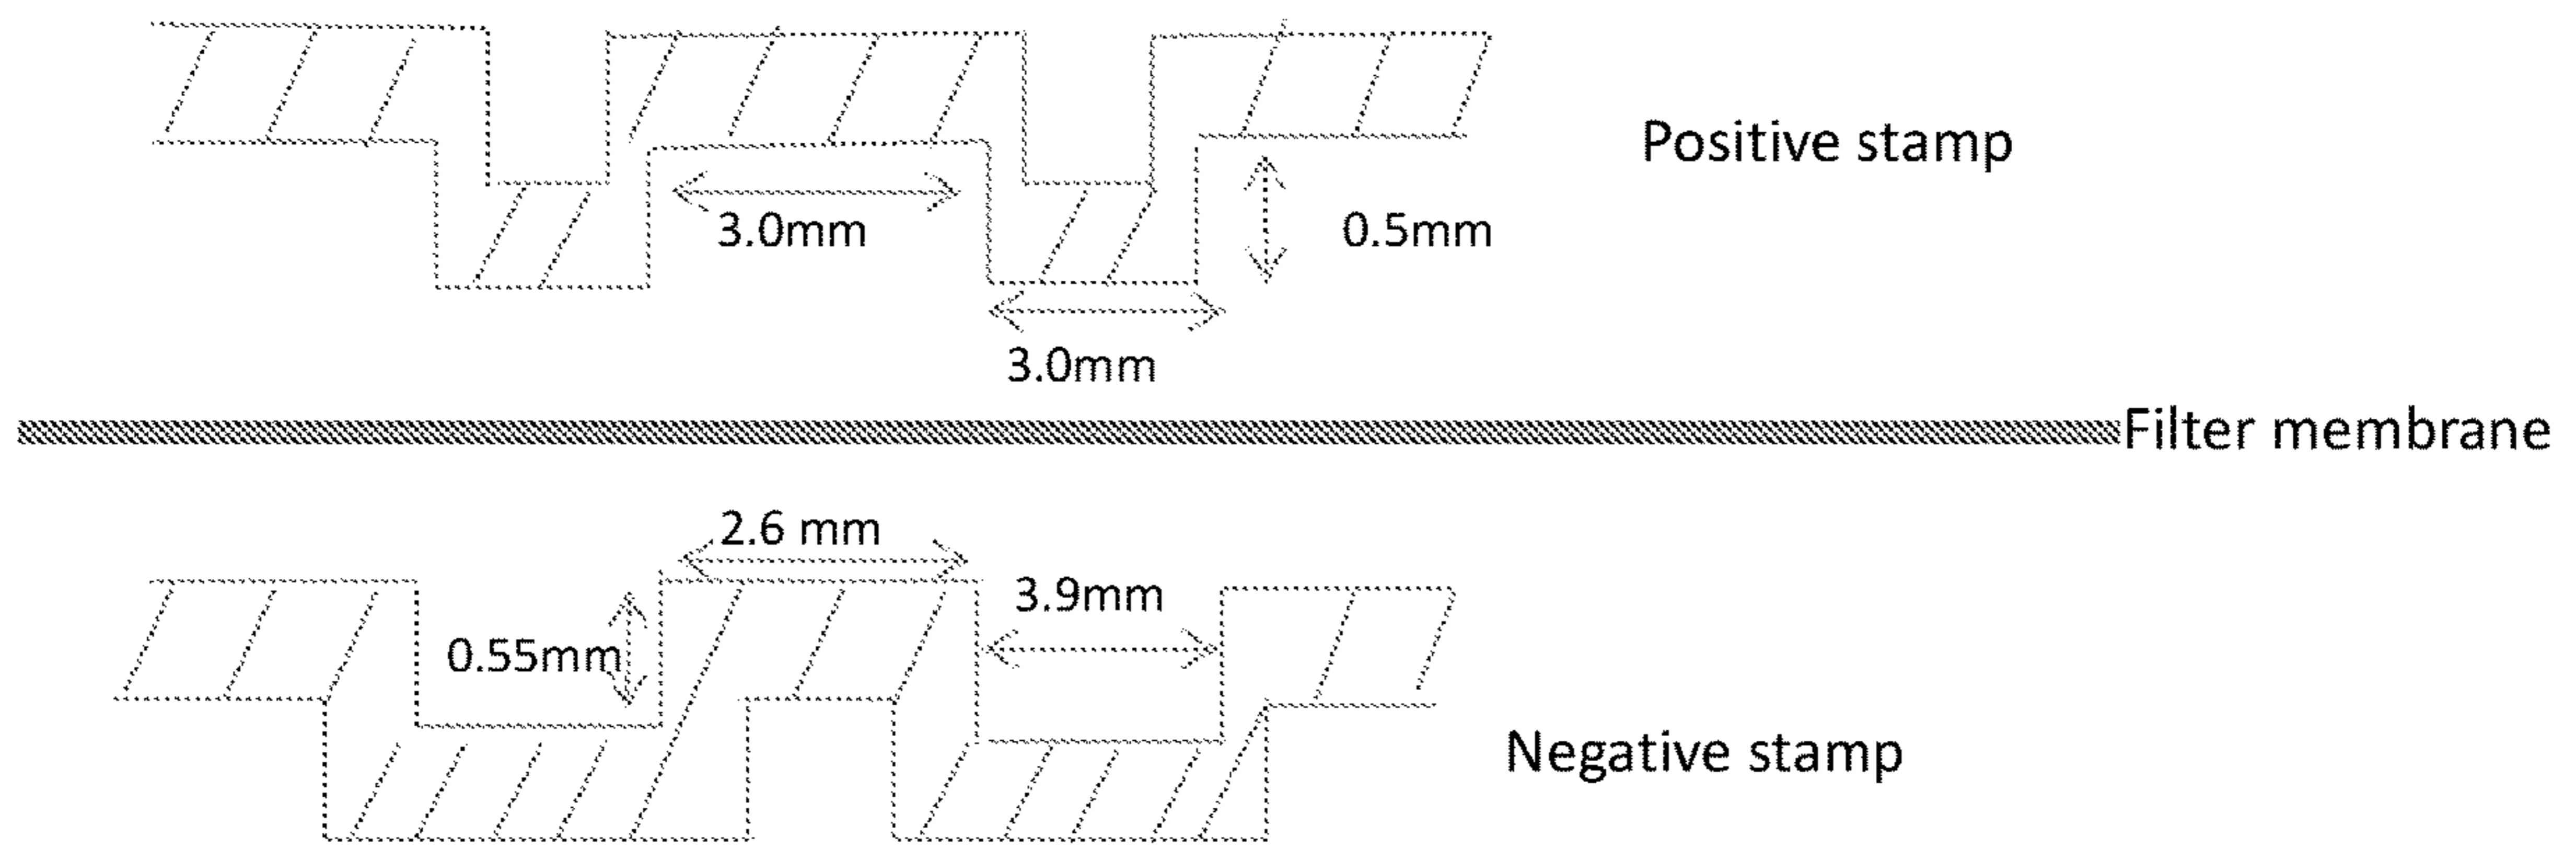 Positive stamp
3.0mm
0.5mm
3.0mm
Filter membrane
2.6 mm
3.9mm
0.55mm
Negative stamp